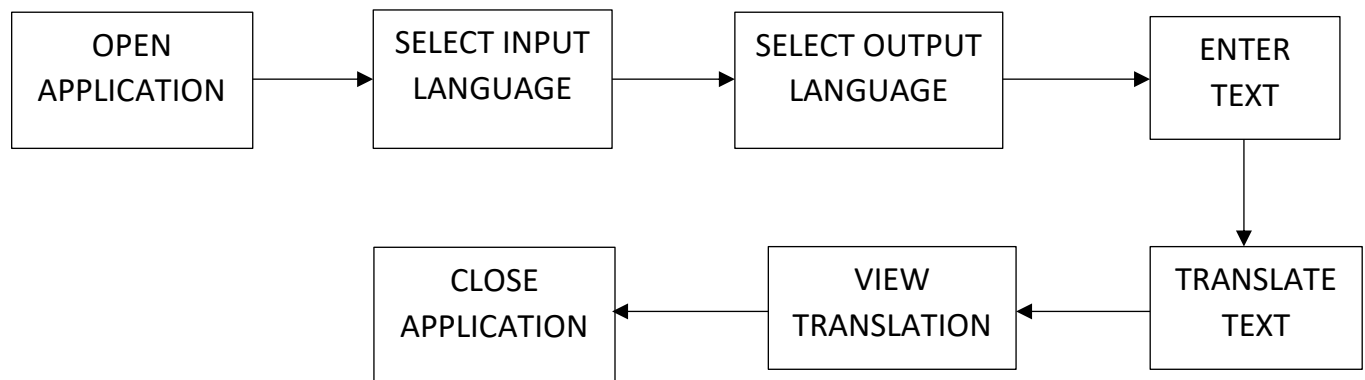 OPEN
APPLICATION
SELECT INPUT
LANGUAGE
SELECT OUTPUT
LANGUAGE
ENTER
TEXT
TRANSLATE
TEXT
VIEW
TRANSLATION
CLOSE
APPLICATION